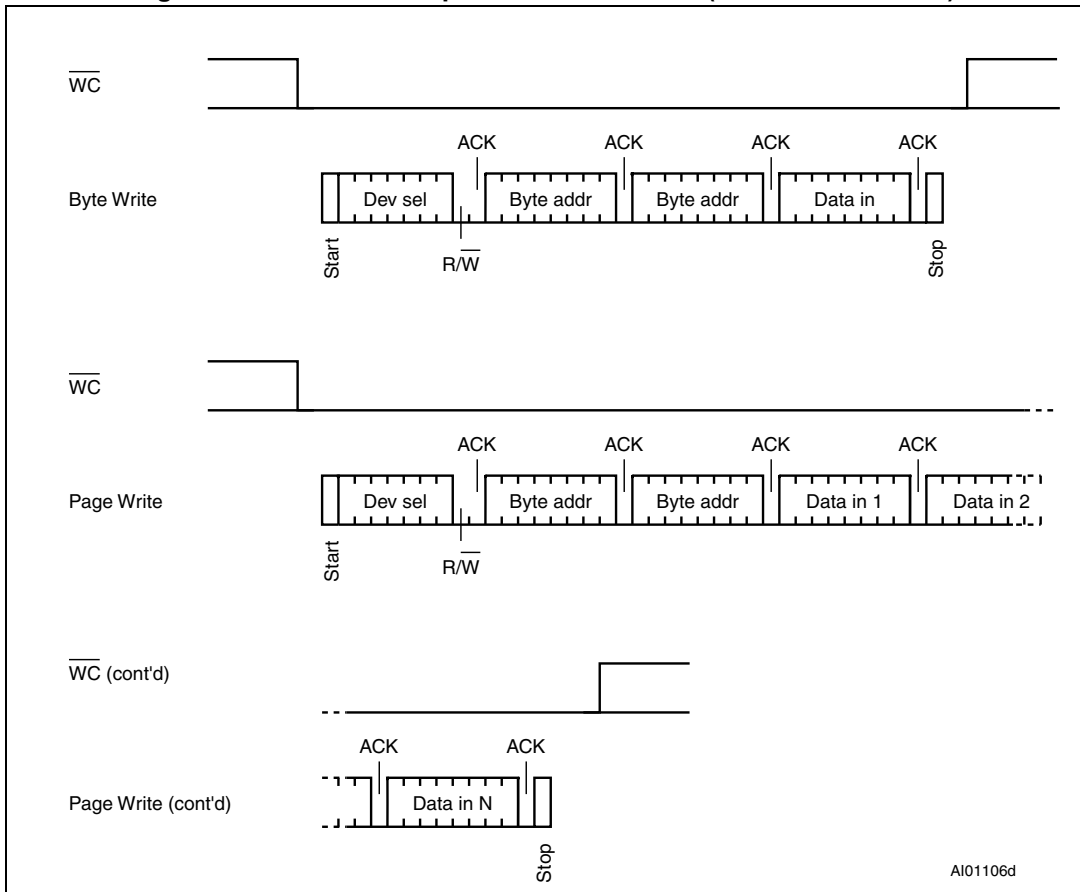 WC
ACK ACK ACK ACK
Byte Write Dev sel Byte addr Byte addr Data in
Start R/W Stop
WC
ACK ACK ACK ACK
Page Write Dev sel Byte addr Byte addr Data in 1 Data in 2
Start R/W
WC (cont'd)
ACK ACK
Page Write (cont'd) Data in N
Stop
AI01106d